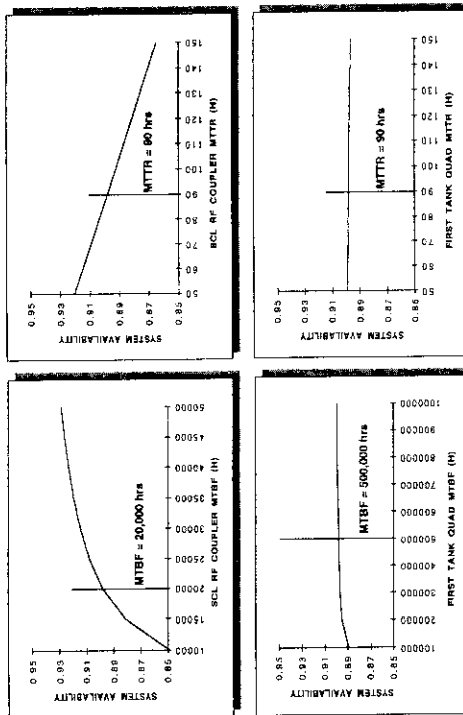 0.95
0.93
0.91
0.89
0.86
SYSTEM AVAILABILITY
MTBF = 20,000 hrs
10000 15000 20000 25000 30000 35000 40000 45000 50000
SCL RF COUPLER MTBF (H)
0.95
0.93
0.91
0.89
0.87
0.85
SYSTEM AVAILABILITY
MTTR = 90 hrs
50 60 70 80 90 100 110 120 130 140 150
SCL RF COUPLER MTTR (H)
0.95
0.93
0.91
0.89
0.87
0.85
SYSTEM AVAILABILITY
MTBF = 500,000 hrs
100000 200000 300000 400000 500000 600000 700000 800000 900000 1000000
FIRST TANK QUAD MTBF (H)
0.95
0.93
0.91
0.89
0.87
0.85
SYSTEM AVAILABILITY
MTTR = 90 hrs
50 60 70 80 90 100 110 120 130 140 150
FIRST TANK QUAD MTTR (H)